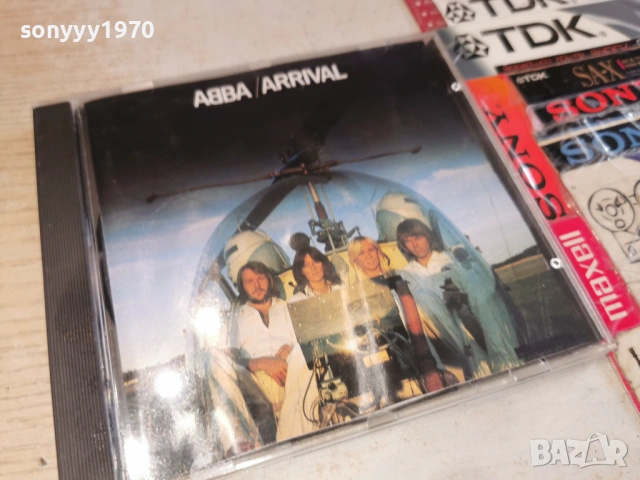 sonyyy1970
ABBA / ARRIVAL
TDK
TDK
TDK
SA-X
SONY
SONY
SONY
maxell
BAZAR